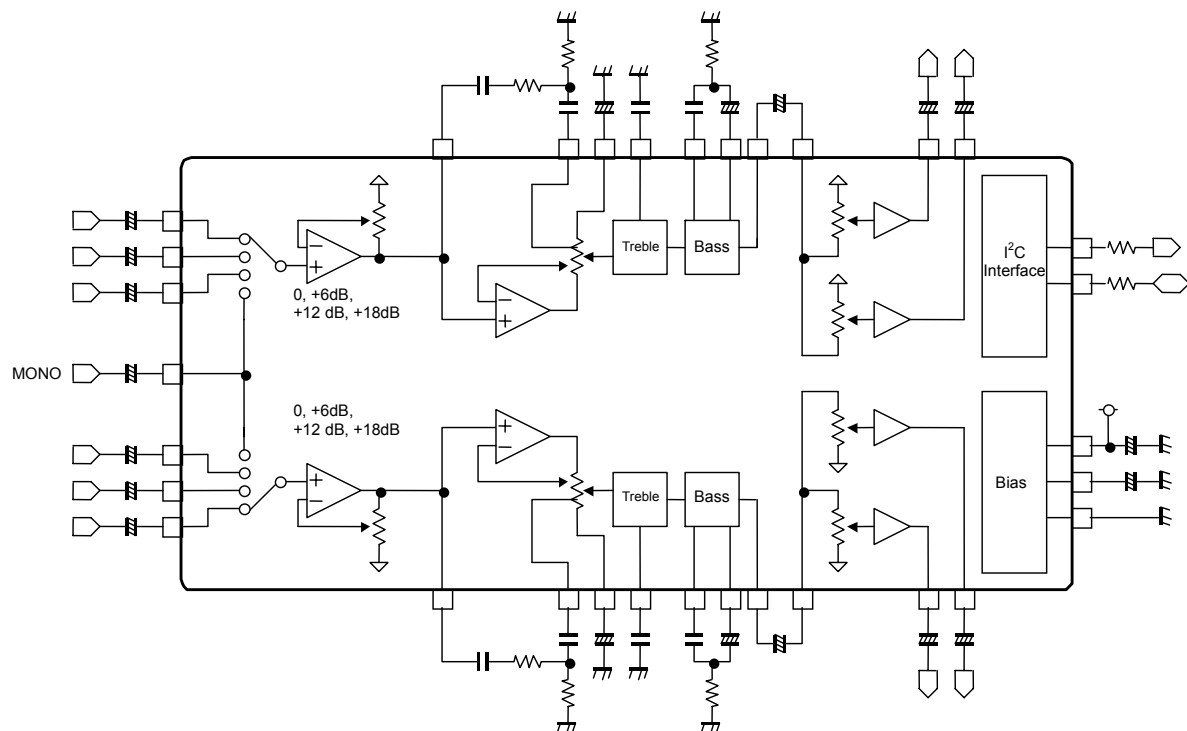 Treble
Bass
I²C
Interface
0, +6dB,
+12 dB, +18dB
MONO
0, +6dB,
+12 dB, +18dB
Treble
Bass
Bias